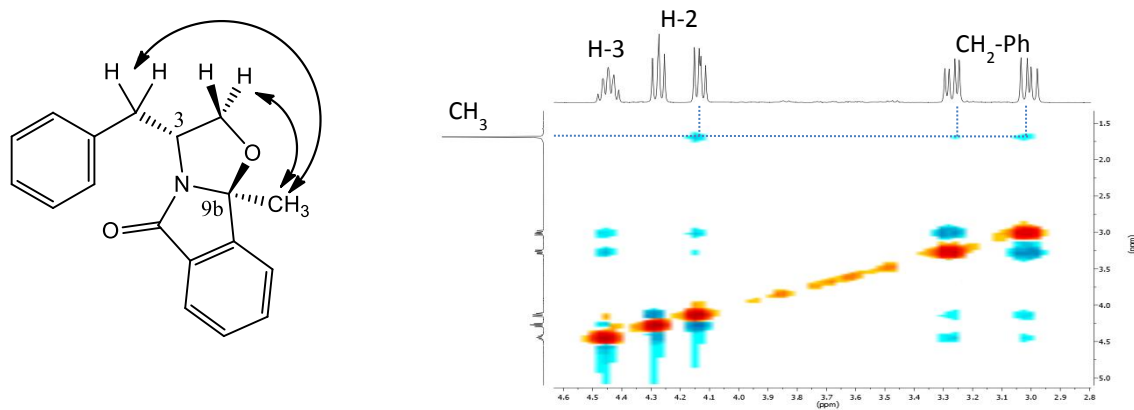 H-3
H-2
CH₂-Ph
CH₃
H
H
H
H
3
O
N
9b
CH₃
O
1.5
2.0
2.5
3.0
3.5
4.0
4.5
5.0
(ppm)
4.6 4.5 4.4 4.3 4.2 4.1 4.0 3.9 3.8 3.7 3.6 3.5 3.4 3.3 3.2 3.1 3.0 2.9 2.8
(ppm)